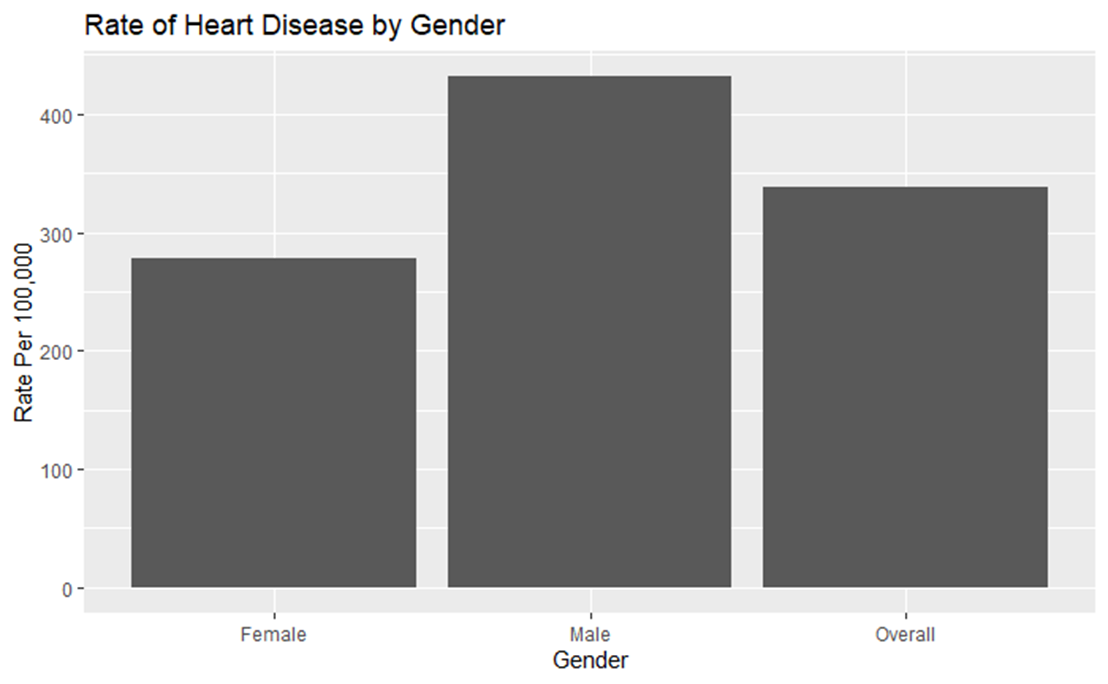 Rate of Heart Disease by Gender
Rate Per 100,000
400
300
200
100
0
Female Male Overall
Gender